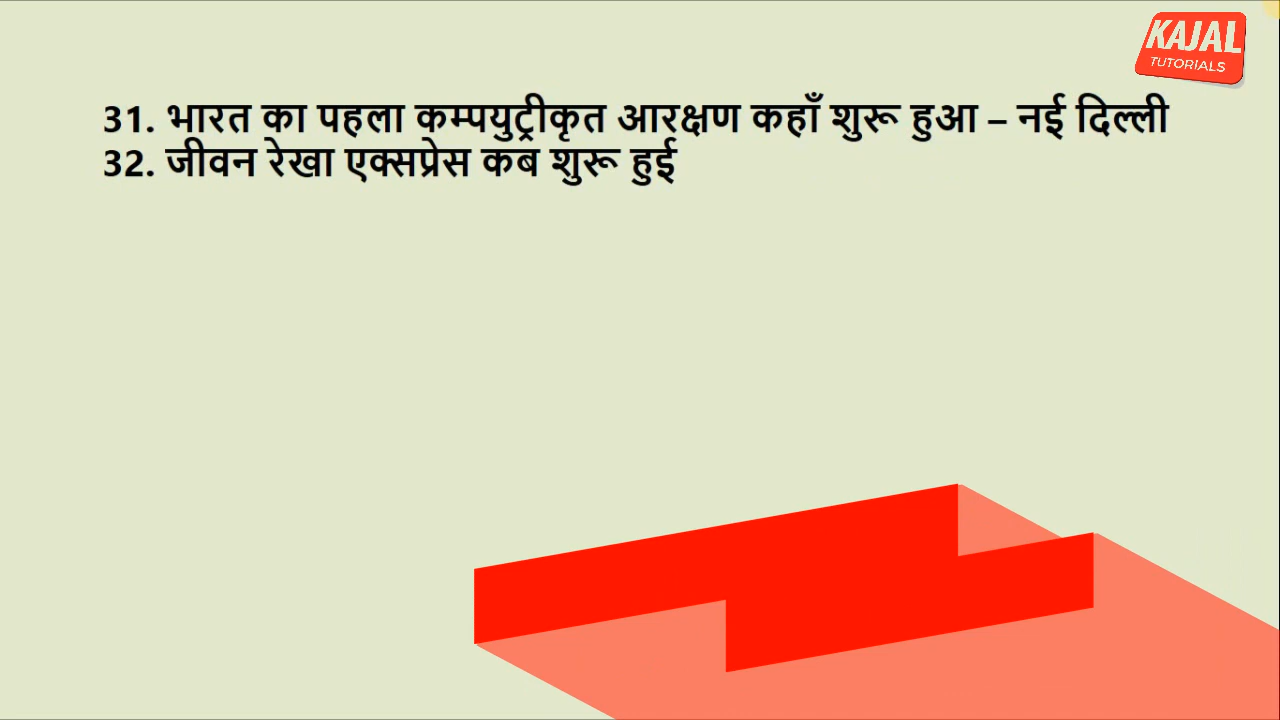 KAJAL
TUTORIALS
31. भारत का पहला कम्पयुट्रीकृत आरक्षण कहाँ शुरू हुआ – नई दिल्ली
32. जीवन रेखा एक्सप्रेस कब शुरू हुई